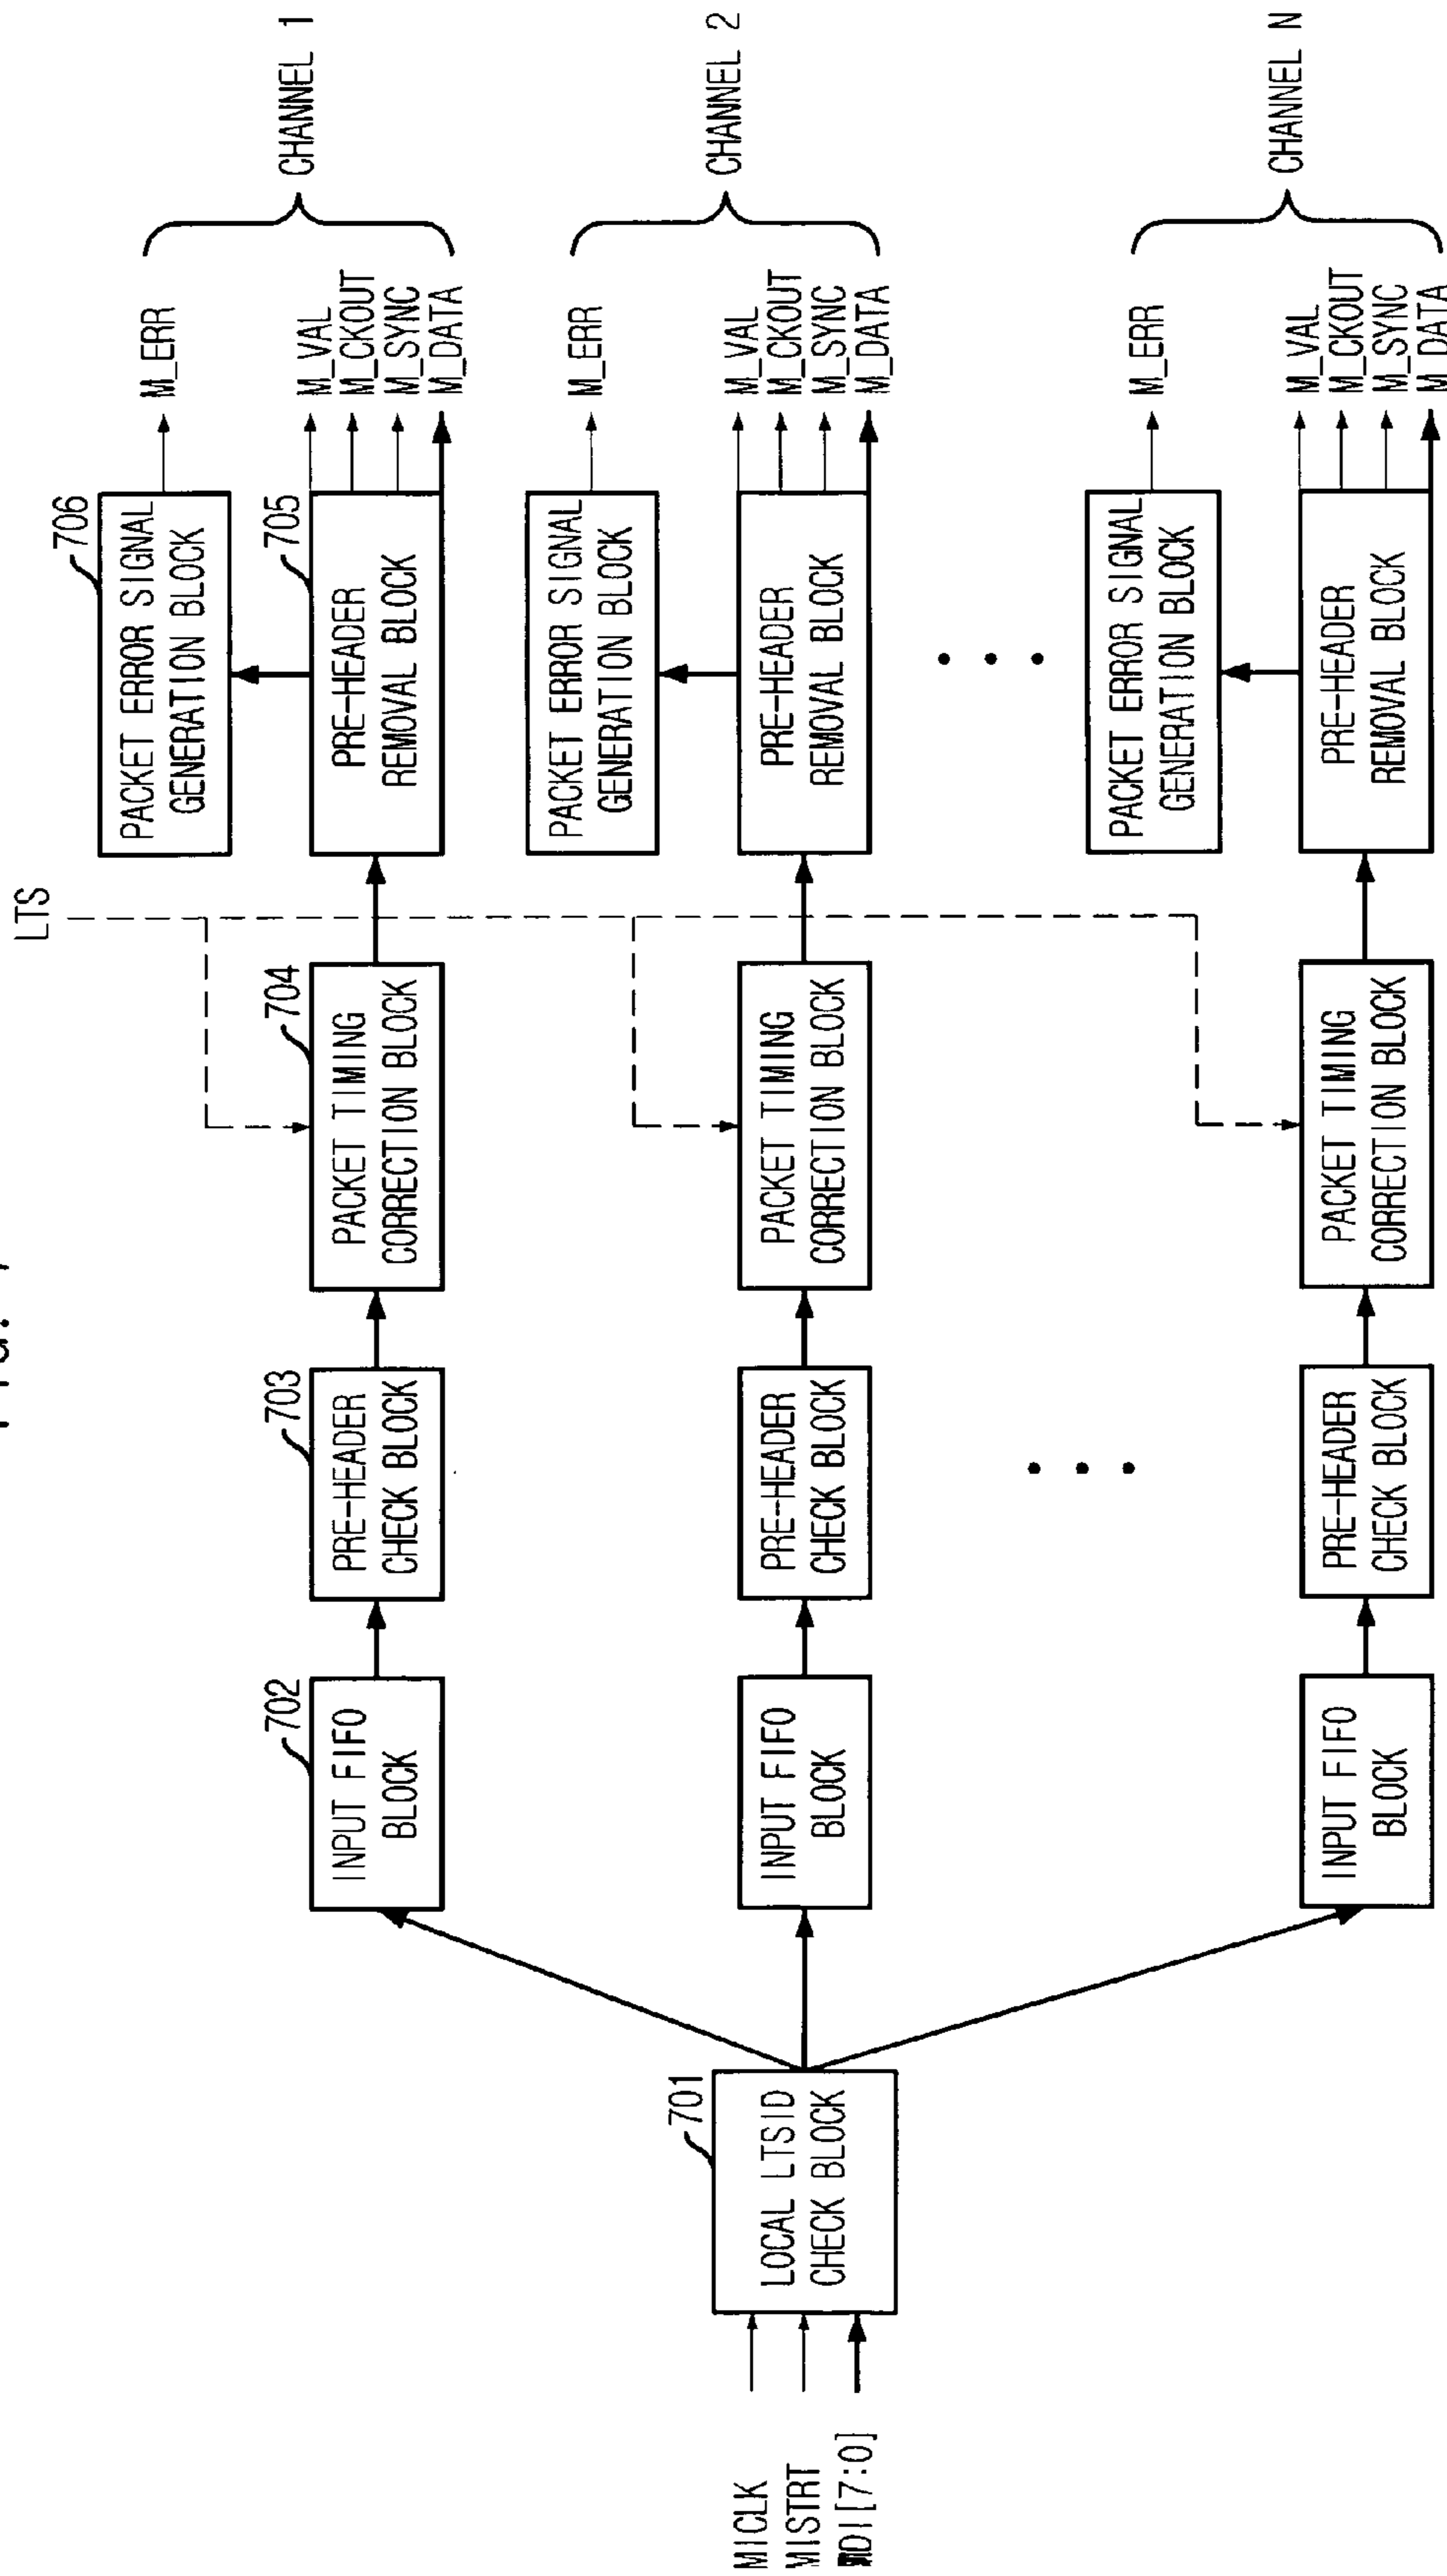 FIG. 7
LTS
706
PACKET ERROR SIGNAL
GENERATION BLOCK
M_ERR
702
INPUT FIFO
BLOCK
703
PRE-HEADER
CHECK BLOCK
704
PACKET TIMING
CORRECTION BLOCK
705
PRE-HEADER
REMOVAL BLOCK
M_VAL
M_CKOUT
M_SYNC
M_DATA
CHANNEL 1
MICLK
MISTRT
MDI[7:0]
701
LOCAL LTSID
CHECK BLOCK
PACKET ERROR SIGNAL
GENERATION BLOCK
M_ERR
INPUT FIFO
BLOCK
PRE-HEADER
CHECK BLOCK
PACKET TIMING
CORRECTION BLOCK
PRE-HEADER
REMOVAL BLOCK
M_VAL
M_CKOUT
M_SYNC
M_DATA
CHANNEL 2
PACKET ERROR SIGNAL
GENERATION BLOCK
M_ERR
INPUT FIFO
BLOCK
PRE-HEADER
CHECK BLOCK
PACKET TIMING
CORRECTION BLOCK
PRE-HEADER
REMOVAL BLOCK
M_VAL
M_CKOUT
M_SYNC
M_DATA
CHANNEL N